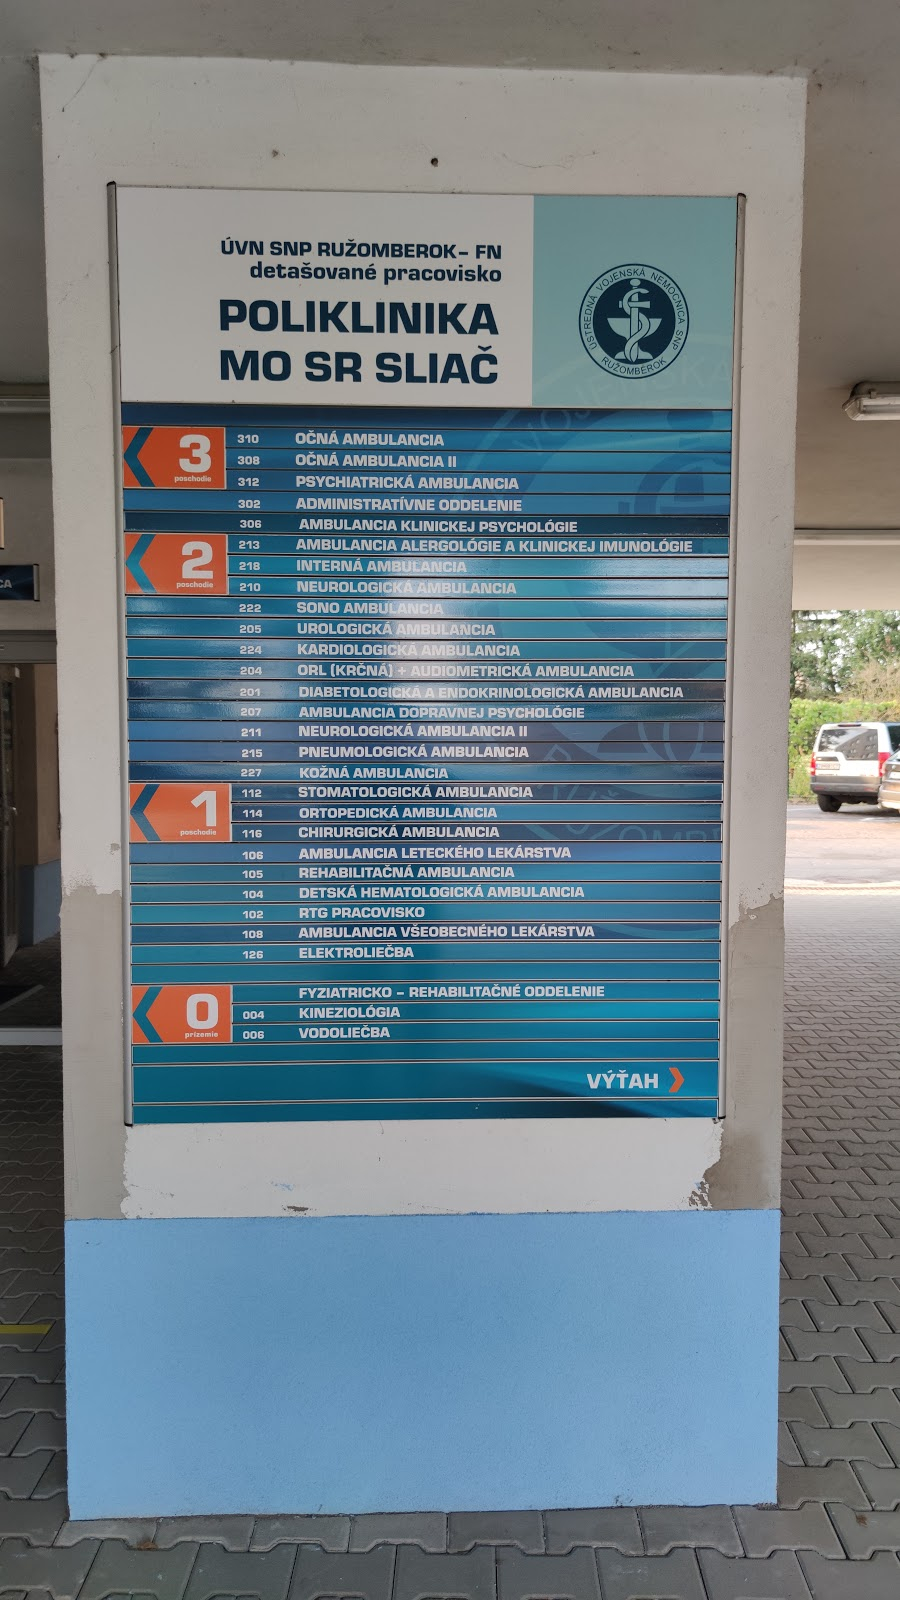 ÚVN SNP RUŽOMBEROK– FN
detašované pracovisko
POLIKLINIKA
MO SR SLIAČ
ÚSTREDNÁ VOJENSKÁ NEMOCNICA SNP
RUŽOMBEROK
3 poschodie
310 OČNÁ AMBULANCIA
308 OČNÁ AMBULANCIA II
312 PSYCHIATRICKÁ AMBULANCIA
302 ADMINISTRATÍVNE ODDELENIE
306 AMBULANCIA KLINICKEJ PSYCHOLÓGIE
2 poschodie
213 AMBULANCIA ALERGOLÓGIE A KLINICKEJ IMUNOLÓGIE
218 INTERNÁ AMBULANCIA
210 NEUROLOGICKÁ AMBULANCIA
222 SONO AMBULANCIA
205 UROLOGICKÁ AMBULANCIA
224 KARDIOLOGICKÁ AMBULANCIA
204 ORL (KRČNÁ) + AUDIOMETRICKÁ AMBULANCIA
201 DIABETOLOGICKÁ A ENDOKRINOLOGICKÁ AMBULANCIA
207 AMBULANCIA DOPRAVNEJ PSYCHOLÓGIE
211 NEUROLOGICKÁ AMBULANCIA II
215 PNEUMOLOGICKÁ AMBULANCIA
227 KOŽNÁ AMBULANCIA
1 poschodie
112 STOMATOLOGICKÁ AMBULANCIA
114 ORTOPEDICKÁ AMBULANCIA
116 CHIRURGICKÁ AMBULANCIA
106 AMBULANCIA LETECKÉHO LEKÁRSTVA
105 REHABILITAČNÁ AMBULANCIA
104 DETSKÁ HEMATOLOGICKÁ AMBULANCIA
102 RTG PRACOVISKO
108 AMBULANCIA VŠEOBECNÉHO LEKÁRSTVA
126 ELEKTROLIEČBA
0 prízemie
FYZIATRICKO – REHABILITAČNÉ ODDELENIE
004 KINEZIOLÓGIA
006 VODOLIEČBA
VÝŤAH